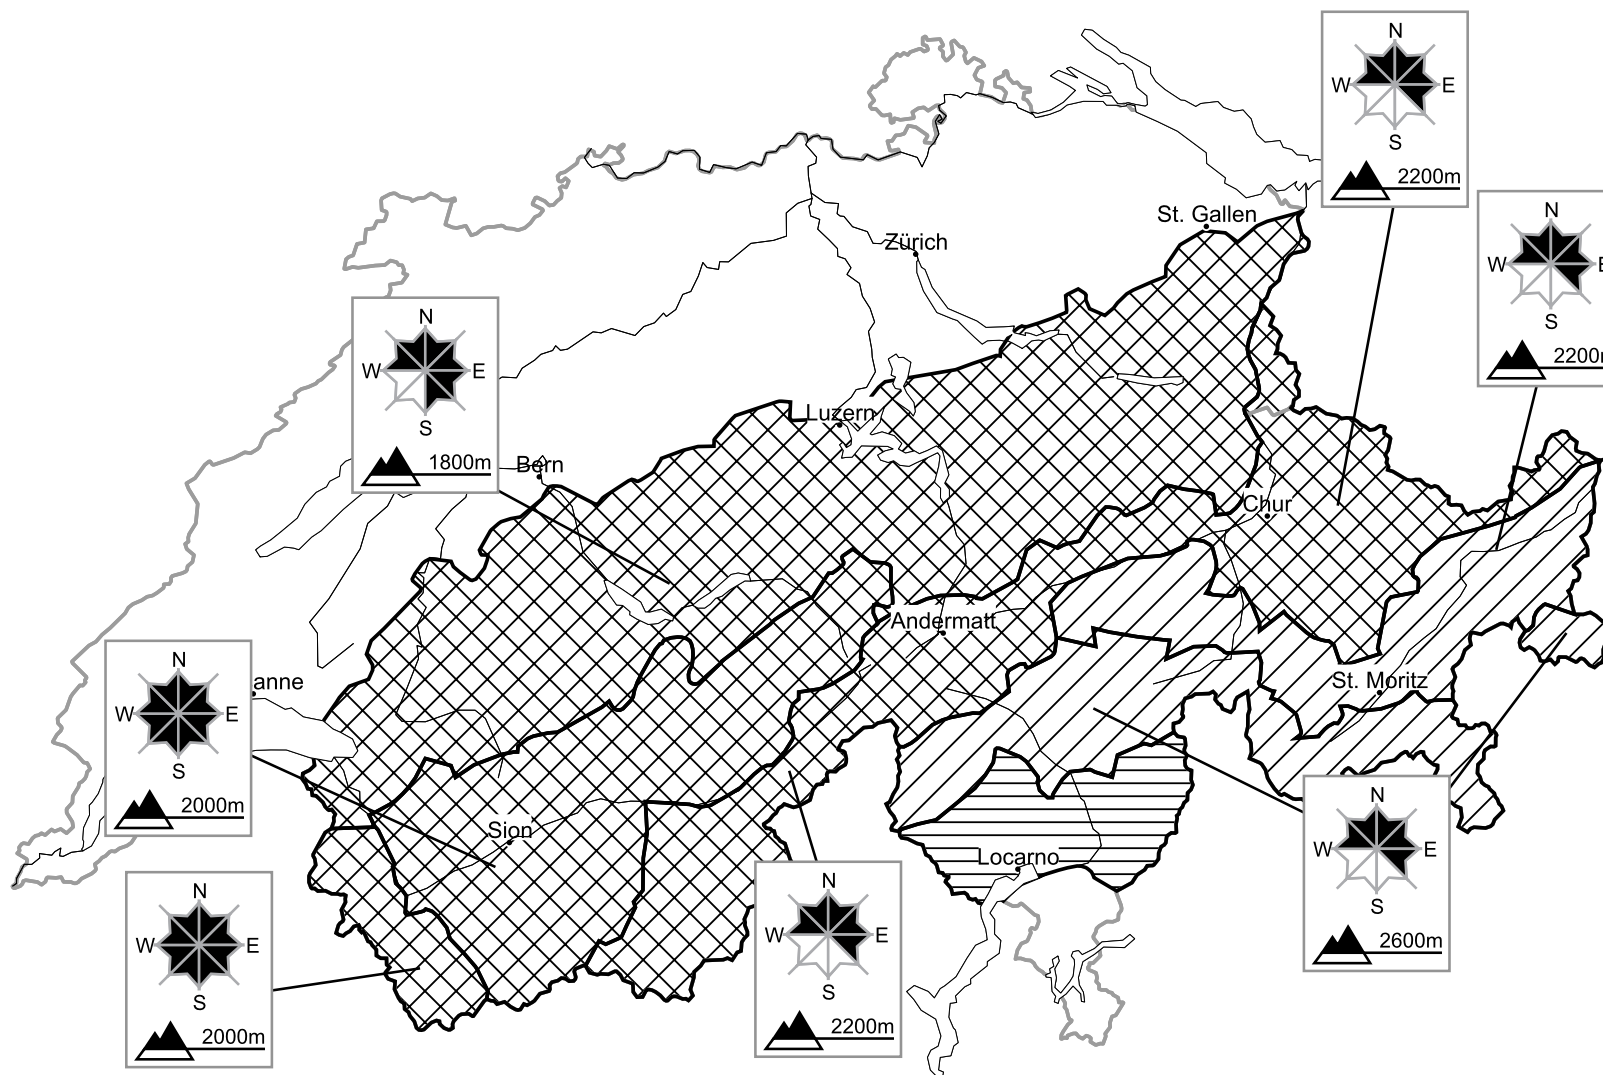 N
W E
S
2200m
St. Gallen
N
W E
S
2200m
Zürich
N
W E
S
1800m
Luzern
Bern
Chur
Andermatt
N
W E
S
2000m
anne
St. Moritz
Sion
Locarno
N
W E
S
2600m
N
W E
S
2000m
N
W E
S
2200m